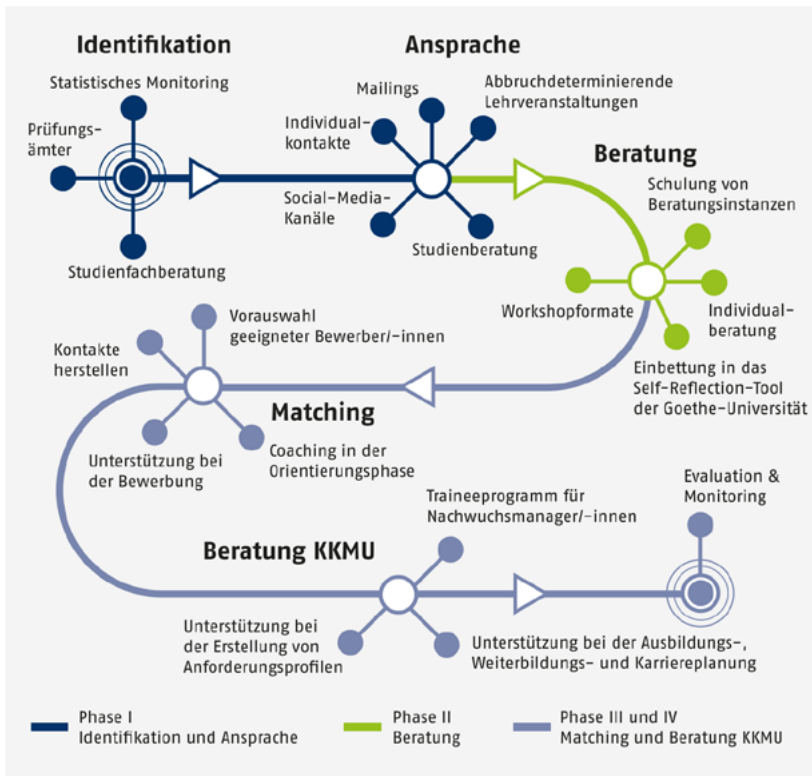 Identifikation
Statistisches Monitoring
Prüfungs-
ämter
Studienfachberatung
Ansprache
Mailings
Abbruchdeterminierende
Lehrveranstaltungen
Individual-
kontakte
Social-Media-
Kanäle
Studienberatung
Beratung
Schulung von
Beratungsinstanzen
Workshopformate
Individual-
beratung
Einbettung in das
Self-Reflection-Tool
der Goethe-Universität
Vorauswahl
geeigneter Bewerber/-innen
Kontakte
herstellen
Matching
Unterstützung bei
der Bewerbung
Coaching in der
Orientierungsphase
Beratung KKMU
Traineeprogramm für
Nachwuchsmanager/-innen
Evaluation &
Monitoring
Unterstützung bei
der Erstellung von
Anforderungsprofilen
Unterstützung bei der Ausbildungs-,
Weiterbildungs- und Karriereplanung
Phase I
Identifikation und Ansprache
Phase II
Beratung
Phase III und IV
Matching und Beratung KKMU